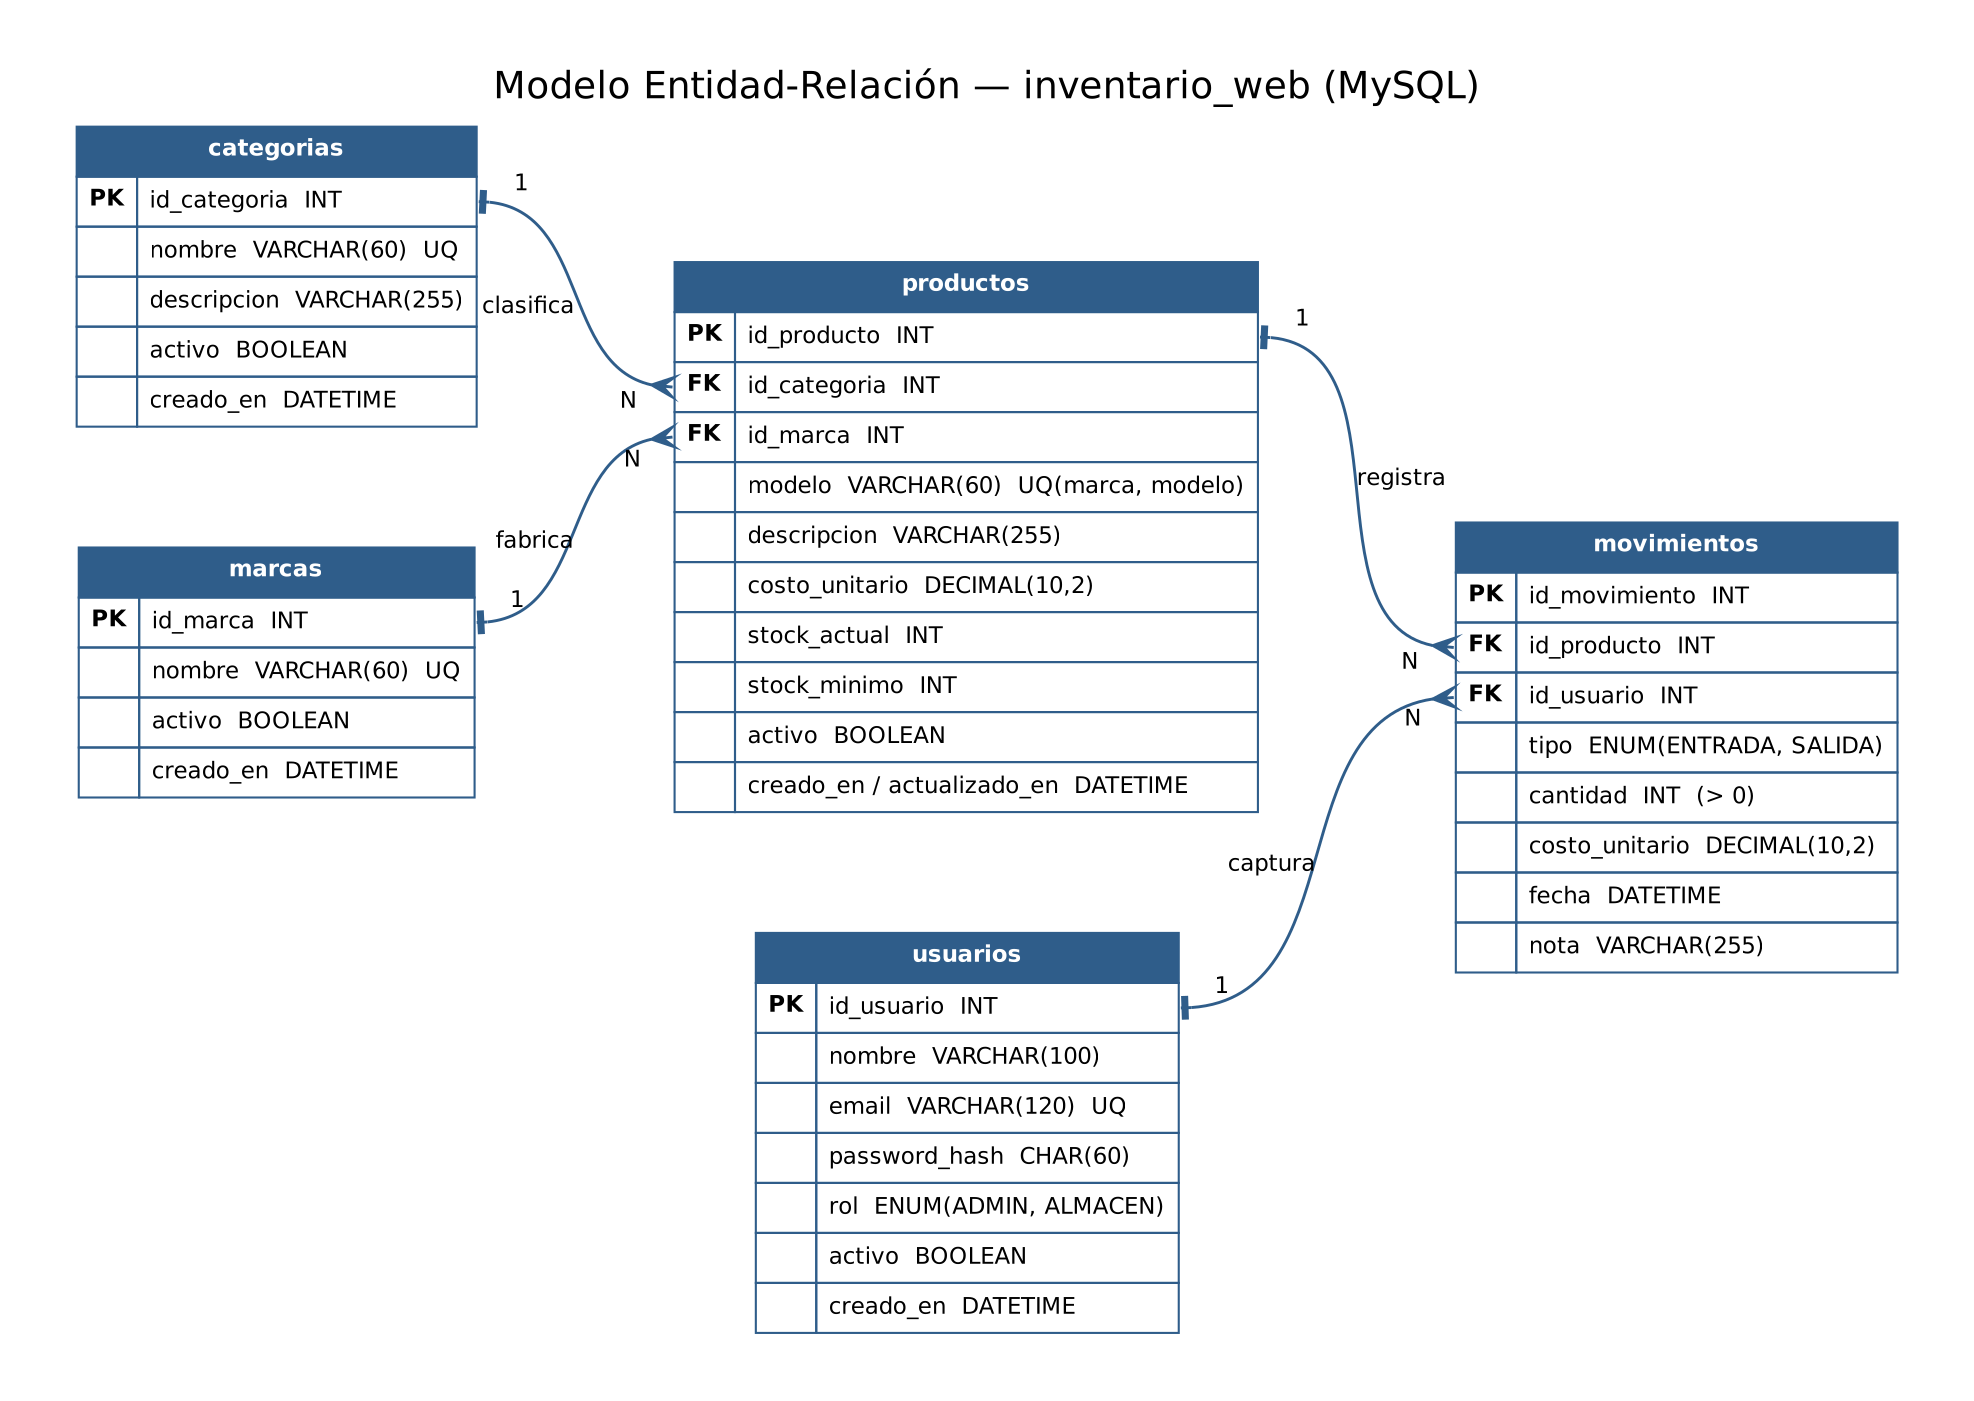 Modelo Entidad-Relación — inventario_web (MySQL)
categorias
PK id_categoria INT
nombre VARCHAR(60) UQ
descripcion VARCHAR(255)
activo BOOLEAN
creado_en DATETIME
1
clasifica
N
marcas
PK id_marca INT
nombre VARCHAR(60) UQ
activo BOOLEAN
creado_en DATETIME
1
fabrica
N
productos
PK id_producto INT
FK id_categoria INT
FK id_marca INT
modelo VARCHAR(60) UQ(marca, modelo)
descripcion VARCHAR(255)
costo_unitario DECIMAL(10,2)
stock_actual INT
stock_minimo INT
activo BOOLEAN
creado_en / actualizado_en DATETIME
1
registra
N
usuarios
PK id_usuario INT
nombre VARCHAR(100)
email VARCHAR(120) UQ
password_hash CHAR(60)
rol ENUM(ADMIN, ALMACEN)
activo BOOLEAN
creado_en DATETIME
1
captura
N
movimientos
PK id_movimiento INT
FK id_producto INT
FK id_usuario INT
tipo ENUM(ENTRADA, SALIDA)
cantidad INT (> 0)
costo_unitario DECIMAL(10,2)
fecha DATETIME
nota VARCHAR(255)